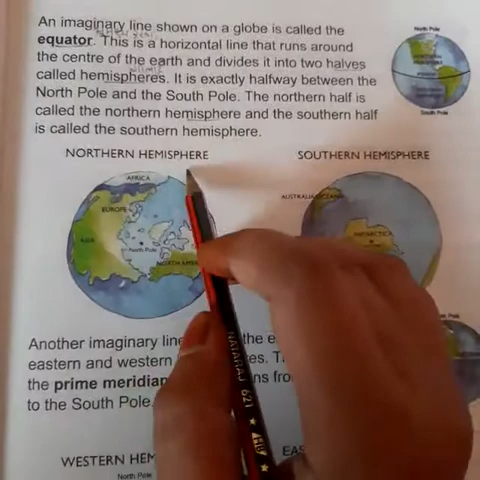 An imaginary line shown on a globe is called the
equator. This is a horizontal line that runs around
the centre of the earth and divides it into two halves
called hemispheres. It is exactly halfway between the
North Pole and the South Pole. The northern half is
called the northern hemisphere and the southern half
is called the southern hemisphere.
North Pole
South Pole
NORTHERN HEMISPHERE
AFRICA
EUROPE
ASIA
North Pole
NORTH AMER
SOUTHERN HEMISPHERE
AUSTRALIA
ANTARCTICA
Another imaginary line the e
eastern and western es. T
the prime meridian ns fro
to the South Pole.
WESTERN HEM
North Pole
EAS
NATARAJ 621 HB